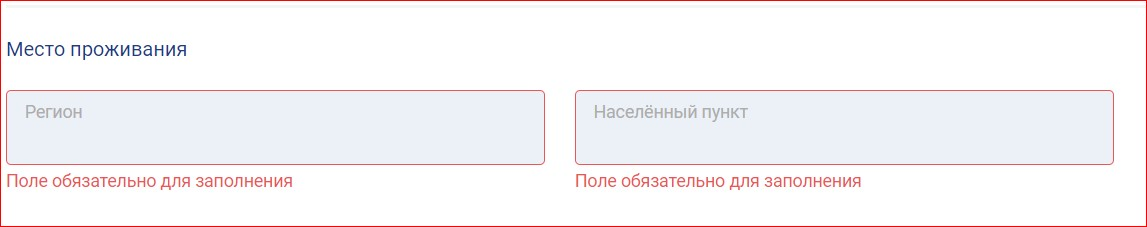 Место проживания
Регион
Населённый пункт
Поле обязательно для заполнения
Поле обязательно для заполнения